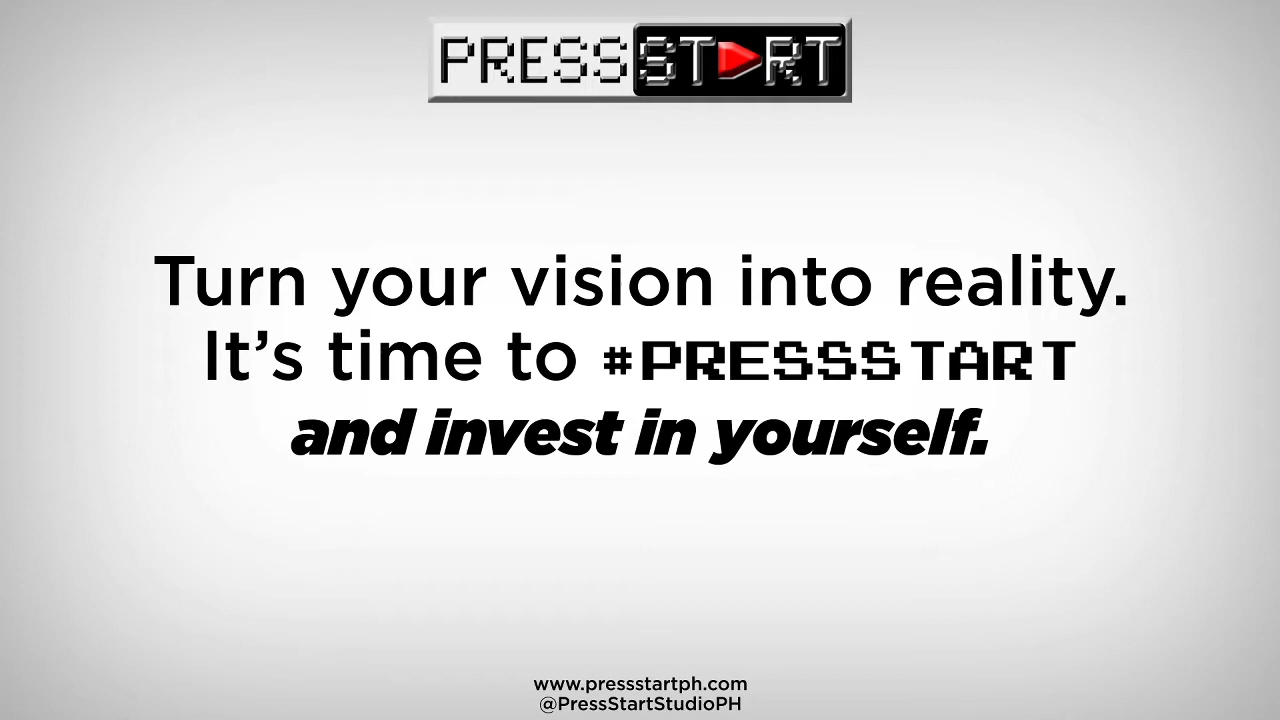 PRESSSTART
Turn your vision into reality.
It's time to #PRESSSTART
and invest in yourself.
www.pressstartph.com
@PressStartStudioPH